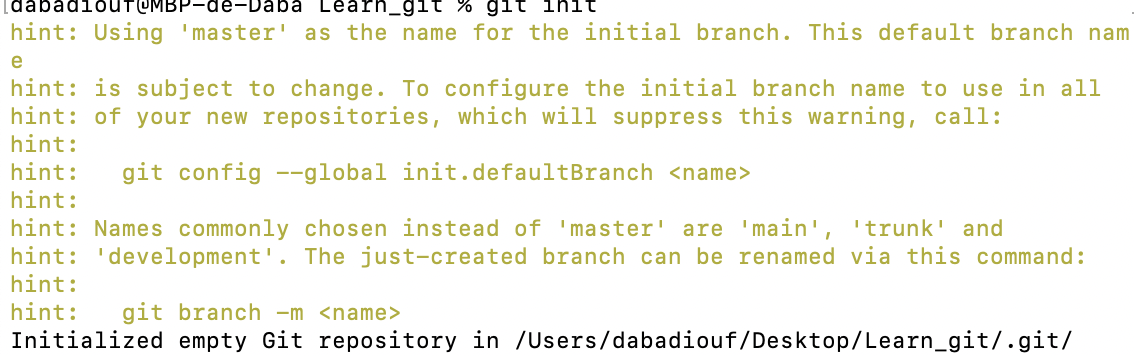 dabadiouf@MBP-de-Daba Learn_git % git init
hint: Using 'master' as the name for the initial branch. This default branch nam
e
hint: is subject to change. To configure the initial branch name to use in all
hint: of your new repositories, which will suppress this warning, call:
hint:
hint:   git config --global init.defaultBranch <name>
hint:
hint: Names commonly chosen instead of 'master' are 'main', 'trunk' and
hint: 'development'. The just-created branch can be renamed via this command:
hint:
hint:   git branch -m <name>
Initialized empty Git repository in /Users/dabadiouf/Desktop/Learn_git/.git/